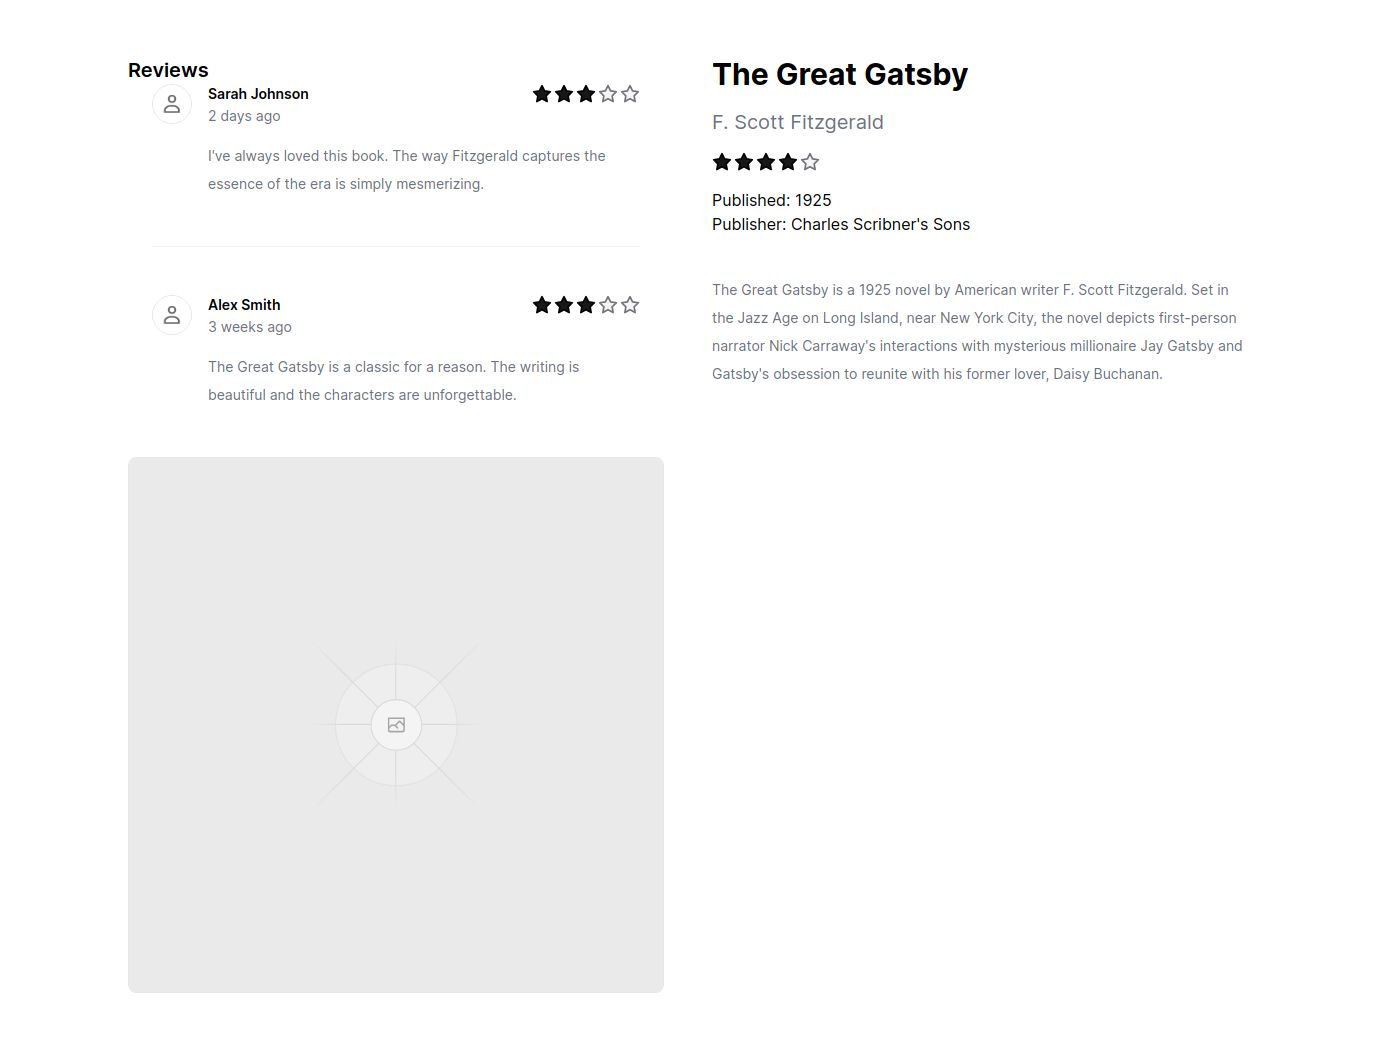 Reviews
Sarah Johnson
2 days ago
I've always loved this book. The way Fitzgerald captures the
essence of the era is simply mesmerizing.
Alex Smith
3 weeks ago
The Great Gatsby is a classic for a reason. The writing is
beautiful and the characters are unforgettable.
The Great Gatsby
F. Scott Fitzgerald
Published: 1925
Publisher: Charles Scribner's Sons
The Great Gatsby is a 1925 novel by American writer F. Scott Fitzgerald. Set in
the Jazz Age on Long Island, near New York City, the novel depicts first-person
narrator Nick Carraway's interactions with mysterious millionaire Jay Gatsby and
Gatsby's obsession to reunite with his former lover, Daisy Buchanan.